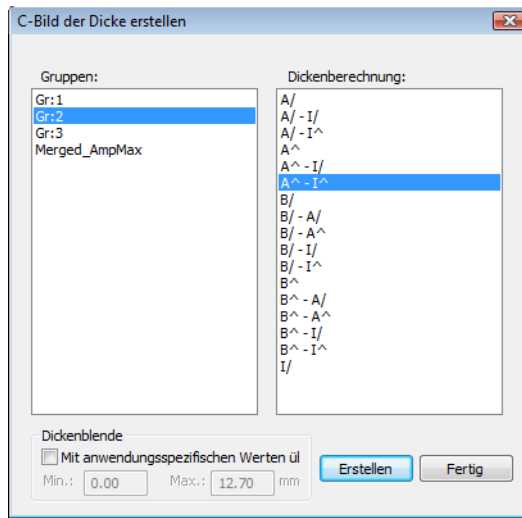 C-Bild der Dicke erstellen
Gruppen:
Gr:1
Gr:2
Gr:3
Merged_AmpMax
Dickenberechnung:
A/
A/ - I/
A/ - I^
A^
A^ - I/
A^ - I^
B/
B/ - A/
B/ - A^
B/ - I/
B/ - I^
B^
B^ - A/
B^ - A^
B^ - I/
B^ - I^
I/
Dickenblende
Mit anwendungsspezifischen Werten ül
Min.: 0.00 Max.: 12.70 mm
Erstellen
Fertig